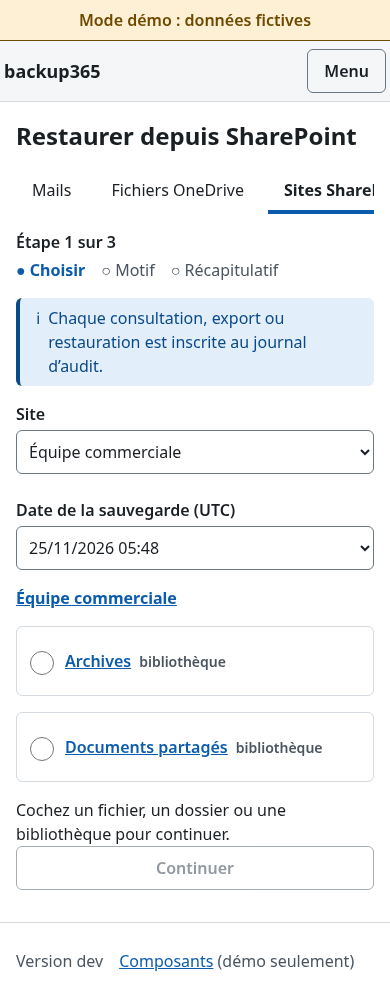 Mode démo : données fictives
backup365
Menu
Restaurer depuis SharePoint
Mails Fichiers OneDrive Sites Share
Étape 1 sur 3
● Choisir ○ Motif ○ Récapitulatif
i Chaque consultation, export ou
restauration est inscrite au journal
d’audit.
Site
Équipe commerciale
Date de la sauvegarde (UTC)
25/11/2026 05:48
Équipe commerciale
Archives bibliothèque
Documents partagés bibliothèque
Cochez un fichier, un dossier ou une
bibliothèque pour continuer.
Continuer
Version dev Composants (démo seulement)